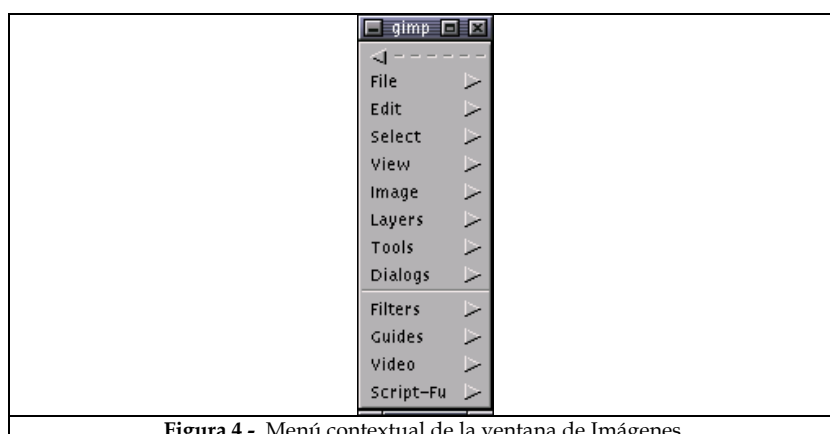 gimp
File
Edit
Select
View
Image
Layers
Tools
Dialogs
Filters
Guides
Video
Script-Fu
Figura 4 - Menú contextual de la ventana de Imágenes